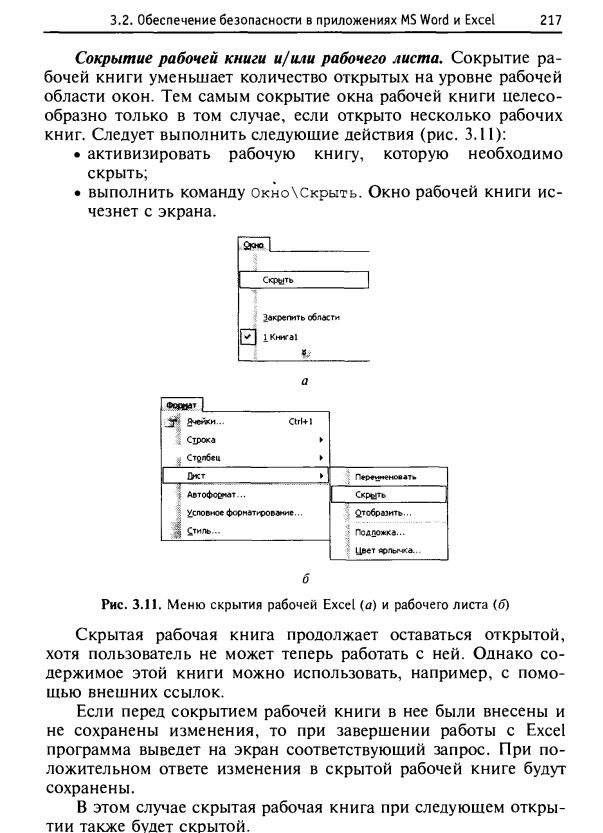 3.2. Обеспечение безопасности в приложениях MS Word и Excel 217
Сокрытие рабочей книги и/или рабочего листа. Сокрытие ра-
бочей книги уменьшает количество открытых на уровне рабочей
области окон. Тем самым сокрытие окна рабочей книги целесо-
образно только в том случае, если открыто несколько рабочих
книг. Следует выполнить следующие действия (рис. 3.11):
• активизировать рабочую книгу, которую необходимо
скрыть;
• выполнить команду Окно\Скрыть. Окно рабочей книги ис-
чезнет с экрана.
Окно
Скрыть
Закрепить области
1 Книга1
а
Формат
Ячейки... Ctrl+1
Строка
Столбец
Лист
Автоформат...
Условное форматирование...
Стиль...
Переименовать
Скрыть
Отобразить...
Подложка...
Цвет ярлычка...
б
Рис. 3.11. Меню скрытия рабочей Excel (а) и рабочего листа (б)
Скрытая рабочая книга продолжает оставаться открытой,
хотя пользователь не может теперь работать с ней. Однако со-
держимое этой книги можно использовать, например, с помо-
щью внешних ссылок.
Если перед сокрытием рабочей книги в нее были внесены и
не сохранены изменения, то при завершении работы с Excel
программа выведет на экран соответствующий запрос. При по-
ложительном ответе изменения в скрытой рабочей книге будут
сохранены.
В этом случае скрытая рабочая книга при следующем откры-
тии также будет скрытой.